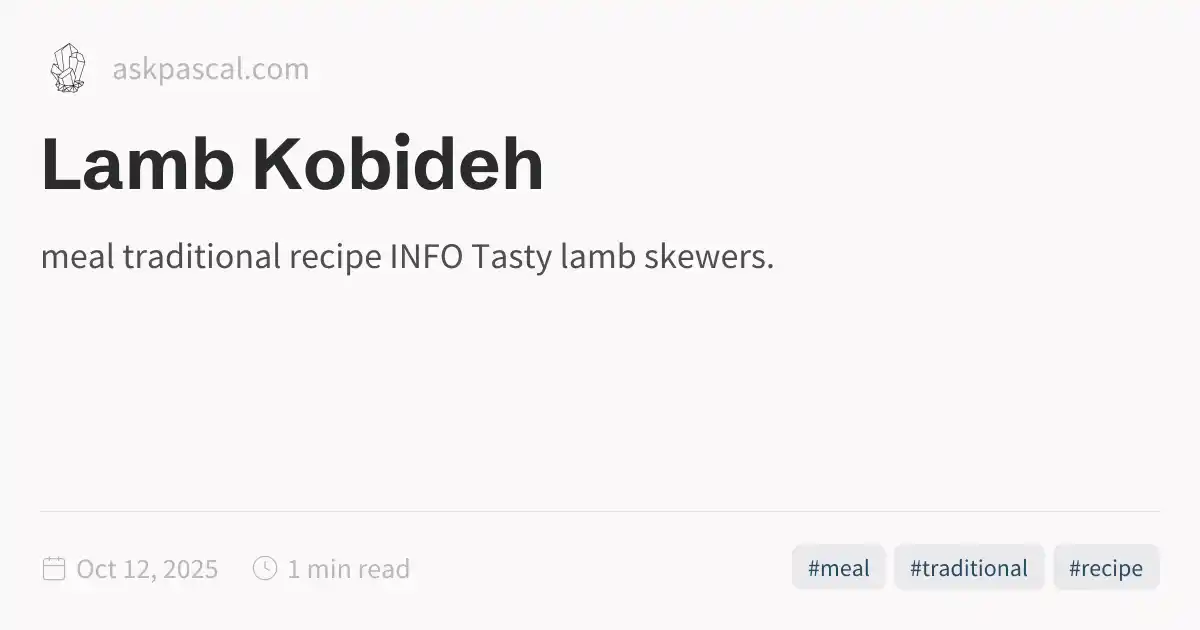 askpascal.com
Lamb Kobideh
meal traditional recipe INFO Tasty lamb skewers.
Oct 12, 2025 1 min read #meal #traditional #recipe